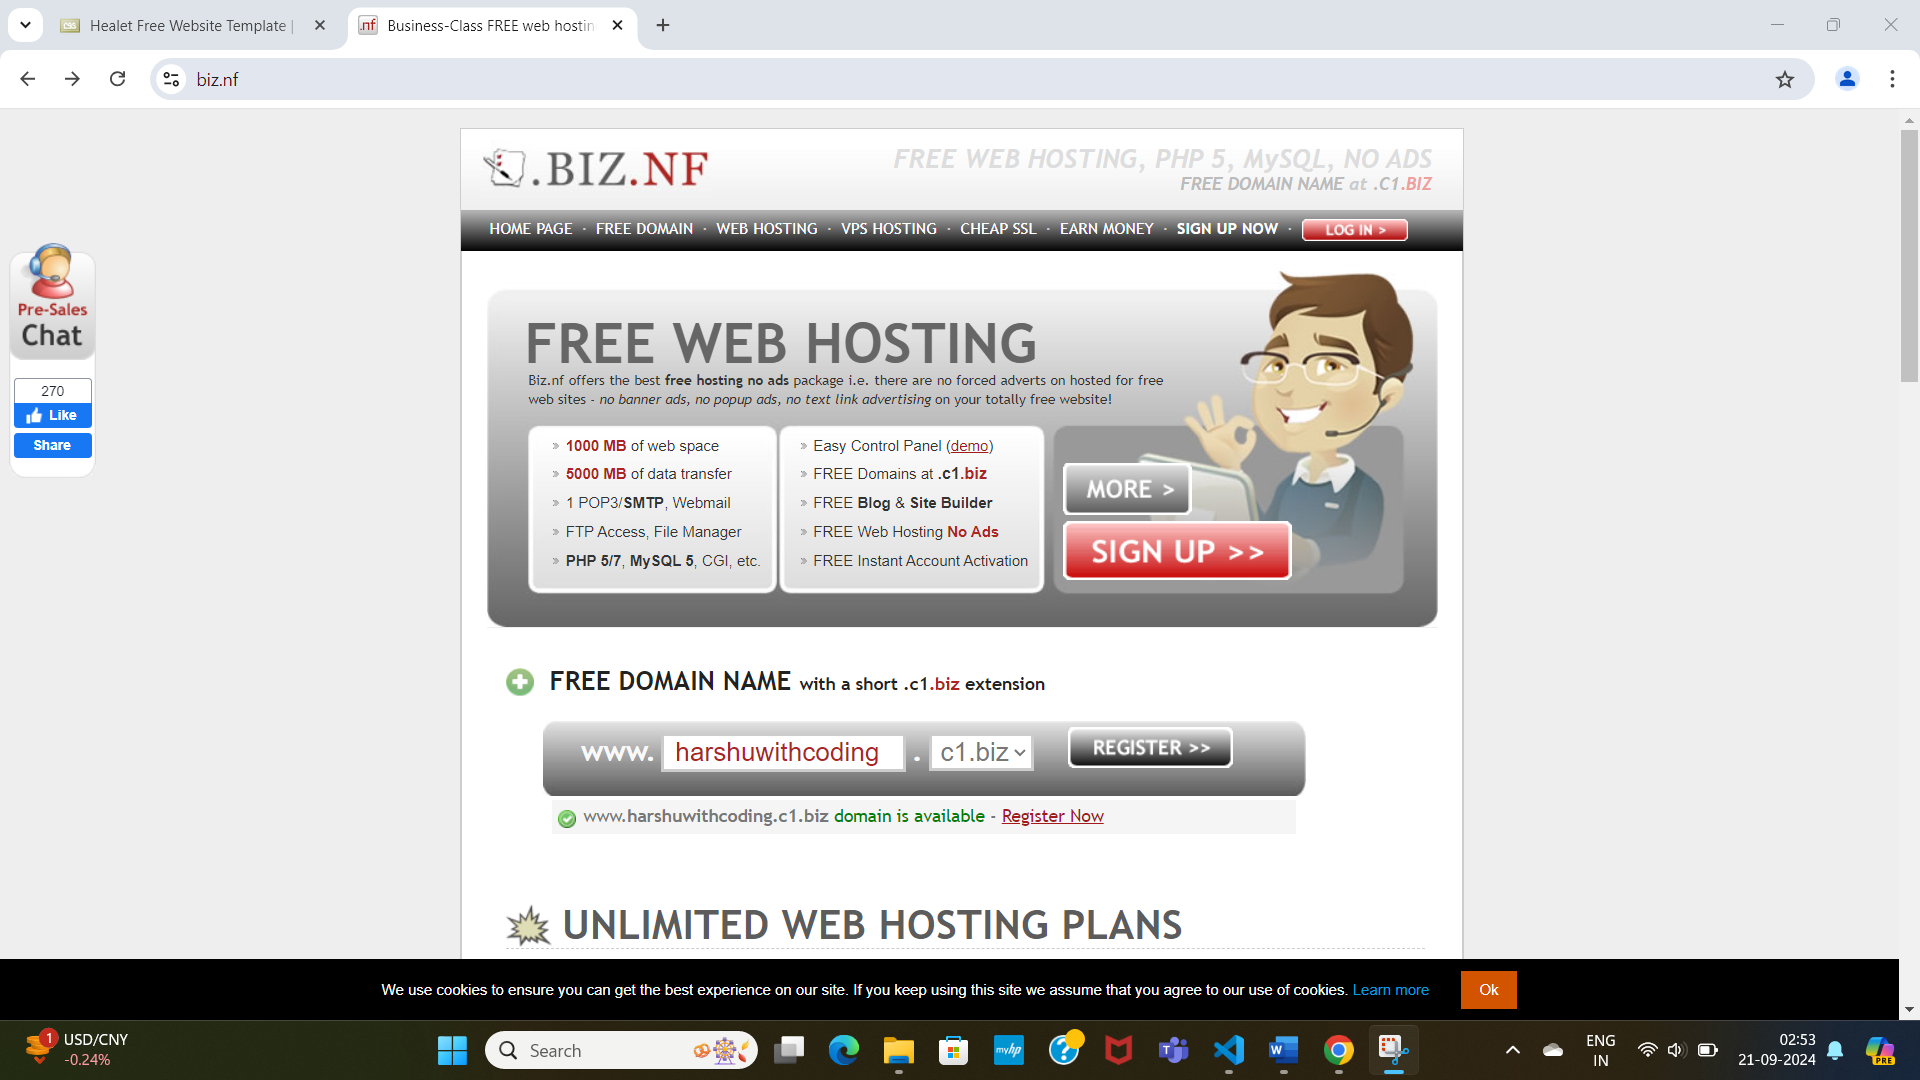 Healet Free Website Template |
Business-Class FREE web hostin
biz.nf
.BIZ.NF
FREE WEB HOSTING, PHP 5, MySQL, NO ADS
FREE DOMAIN NAME at .C1.BIZ
HOME PAGE · FREE DOMAIN · WEB HOSTING · VPS HOSTING · CHEAP SSL · EARN MONEY · SIGN UP NOW · LOG IN >
Pre-Sales
Chat
270
Like
Share
FREE WEB HOSTING
Biz.nf offers the best free hosting no ads package i.e. there are no forced adverts on hosted for free
web sites - no banner ads, no popup ads, no text link advertising on your totally free website!
» 1000 MB of web space
» 5000 MB of data transfer
» 1 POP3/SMTP, Webmail
» FTP Access, File Manager
» PHP 5/7, MySQL 5, CGI, etc.
» Easy Control Panel (demo)
» FREE Domains at .c1.biz
» FREE Blog & Site Builder
» FREE Web Hosting No Ads
» FREE Instant Account Activation
MORE >
SIGN UP >>
FREE DOMAIN NAME with a short .c1.biz extension
www. harshuwithcoding . c1.biz REGISTER >>
www.harshuwithcoding.c1.biz domain is available - Register Now
UNLIMITED WEB HOSTING PLANS
We use cookies to ensure you can get the best experience on our site. If you keep using this site we assume that you agree to our use of cookies. Learn more Ok
1
USD/CNY
-0.24%
Search
myhp
ENG
IN
02:53
21-09-2024
PRE